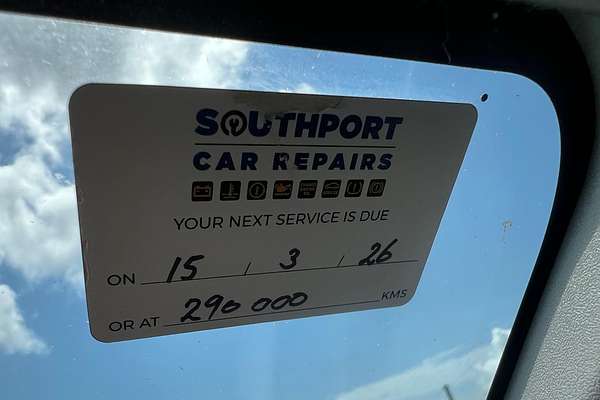 SOUTHPORT
CAR REPAIRS
YOUR NEXT SERVICE IS DUE
ON 15 / 3 / 26
OR AT 290 000 KMS